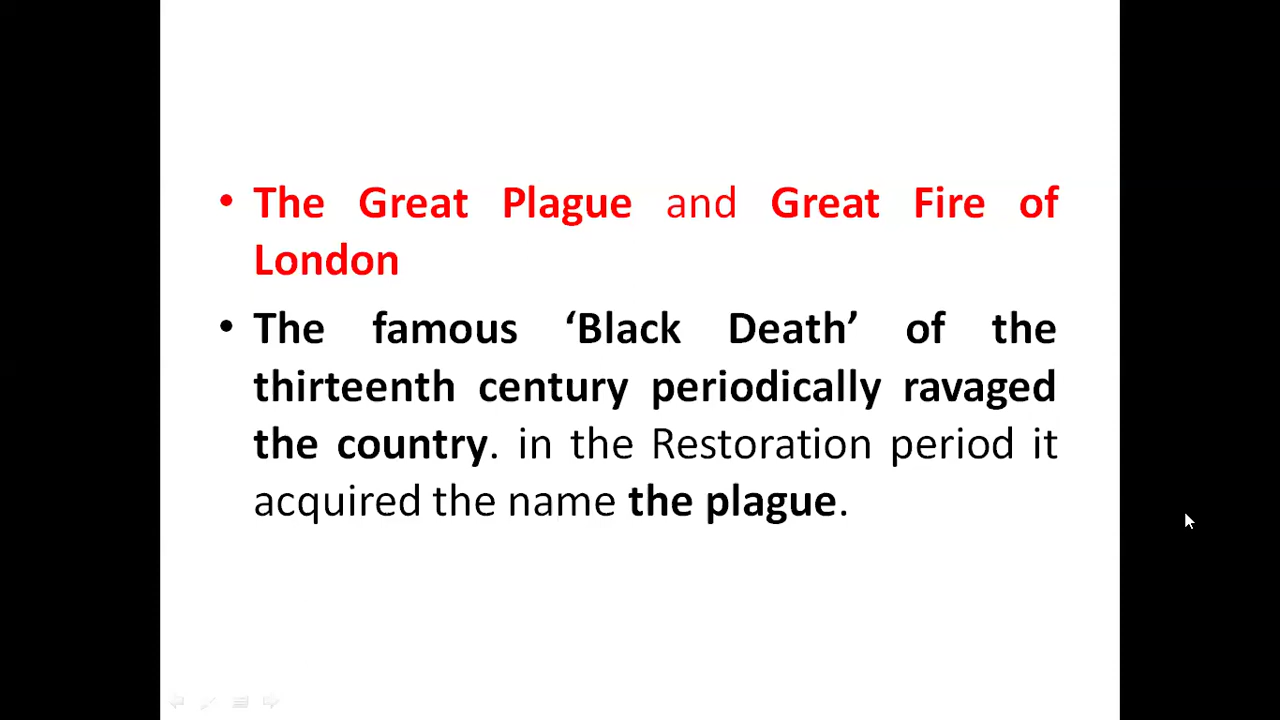 • The Great Plague and Great Fire of
London
• The famous ‘Black Death’ of the
thirteenth century periodically ravaged
the country. in the Restoration period it
acquired the name the plague.